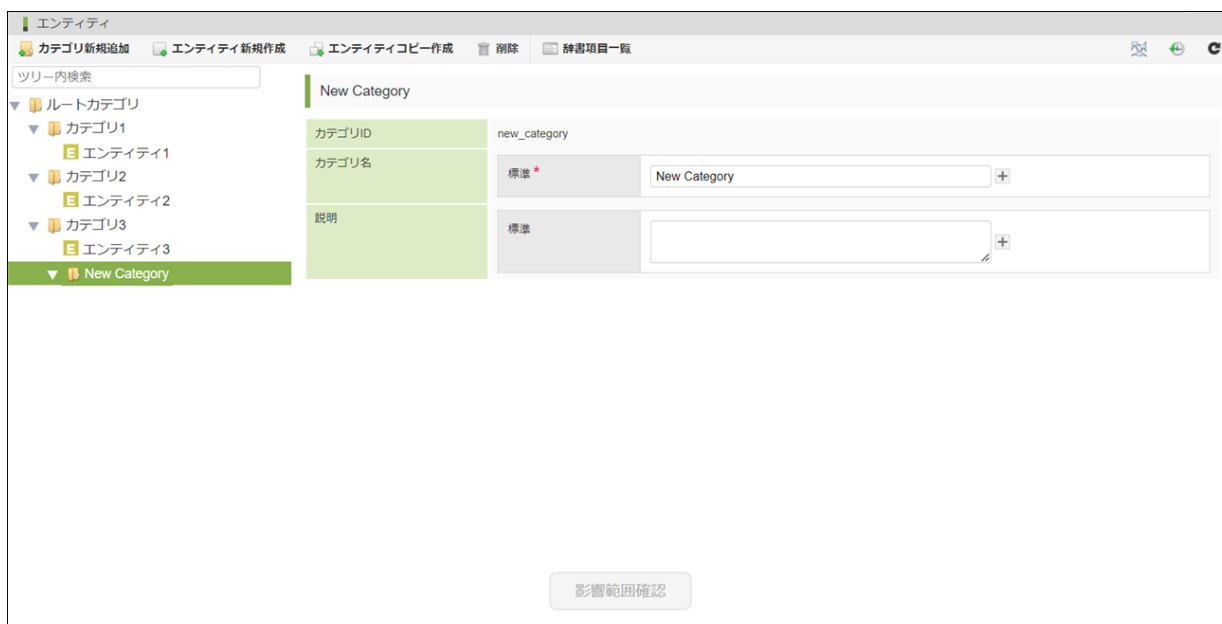 エンティティ
カテゴリ新規追加 エンティティ新規作成 エンティティコピー作成 削除 辞書項目一覧
ツリー内検索
ルートカテゴリ
カテゴリ1
E エンティティ1
カテゴリ2
E エンティティ2
カテゴリ3
E エンティティ3
New Category
New Category
カテゴリID new_category
カテゴリ名 標準 * New Category
説明 標準
影響範囲確認